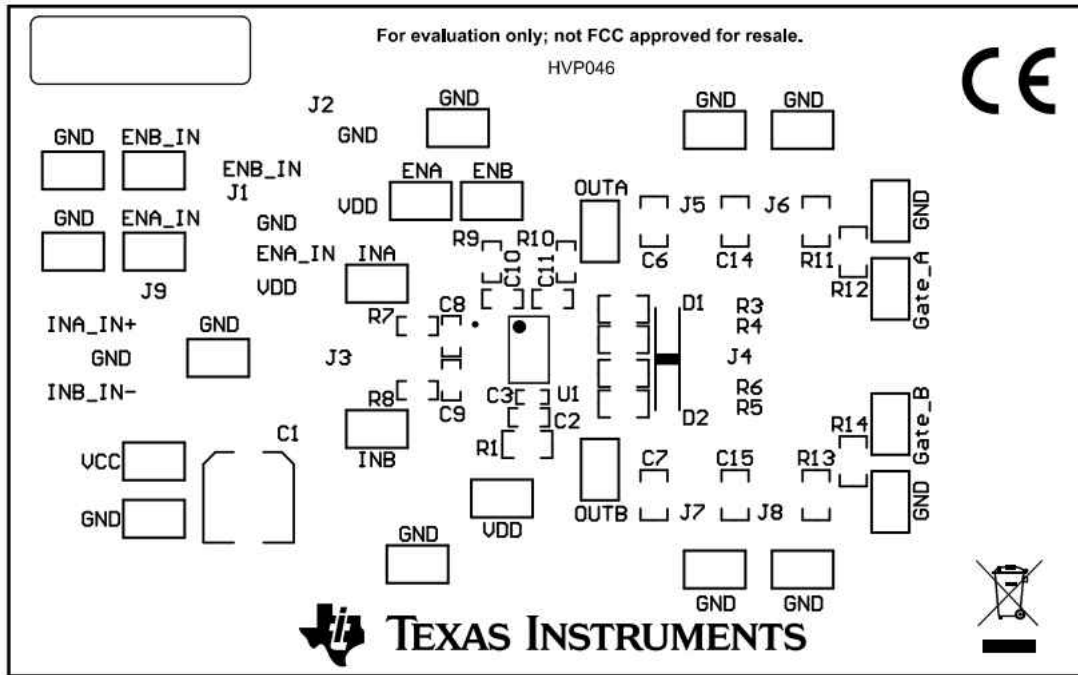 For evaluation only; not FCC approved for resale.
HVP046
CE
J2
GND
GND
GND
GND
GND
ENB_IN
ENB_IN
J1
ENA
ENB
OUTA
J5
J6
GND
VDD
GND
ENA_IN
GND
ENA_IN
VDD
J9
INA
R9
R10
C10
C11
C6
C14
R11
R12
Gate_A
INA_IN+
GND
INB_IN-
GND
J3
R7
C8
R8
C9
C3
U1
C2
R1
INB
D1
R3
R4
J4
R6
R5
D2
C1
VCC
GND
GND
VDD
OUTB
C7
C15
R13
R14
Gate_B
GND
J7
J8
GND
GND
TEXAS INSTRUMENTS